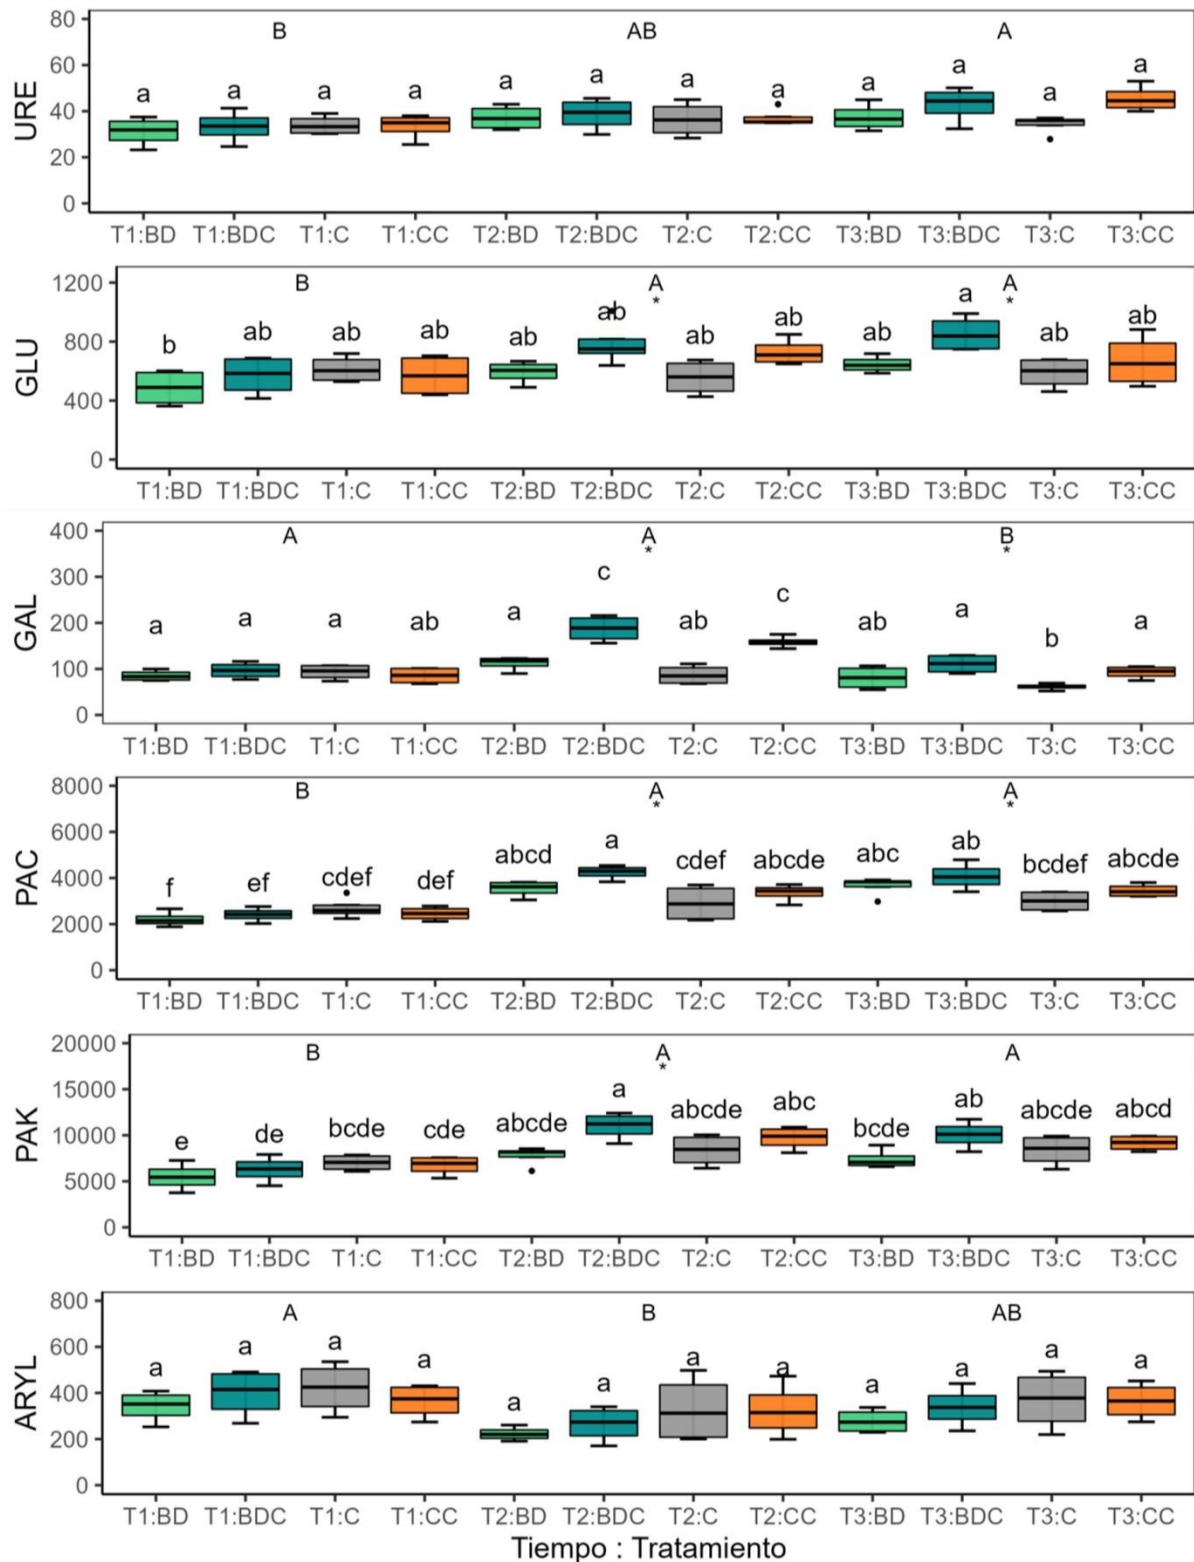 80
B
AB
A
60
a a a a a a a a a a a a
URE
40
20
0
T1:BD T1:BDC T1:C T1:CC T2:BD T2:BDC T2:C T2:CC T3:BD T3:BDC T3:C T3:CC
1200
B
A
*
A
*
800
b ab ab ab ab ab ab ab ab a ab ab
GLU
400
0
T1:BD T1:BDC T1:C T1:CC T2:BD T2:BDC T2:C T2:CC T3:BD T3:BDC T3:C T3:CC
400
A
A
*
B
*
300
a a a ab a c ab c ab a b a
GAL
200
100
0
T1:BD T1:BDC T1:C T1:CC T2:BD T2:BDC T2:C T2:CC T3:BD T3:BDC T3:C T3:CC
8000
B
A
*
A
*
6000
f ef cdef def abcd a cdef abcde abc ab bcdef abcde
PAC
4000
2000
0
T1:BD T1:BDC T1:C T1:CC T2:BD T2:BDC T2:C T2:CC T3:BD T3:BDC T3:C T3:CC
20000
B
A
*
A
15000
e de bcde cde abcde a abcde abc bcde ab abcde abcd
PAK
10000
5000
0
T1:BD T1:BDC T1:C T1:CC T2:BD T2:BDC T2:C T2:CC T3:BD T3:BDC T3:C T3:CC
800
A
B
AB
600
a a a a a a a a a a a a
ARYL
400
200
0
T1:BD T1:BDC T1:C T1:CC T2:BD T2:BDC T2:C T2:CC T3:BD T3:BDC T3:C T3:CC
Tiempo : Tratamiento